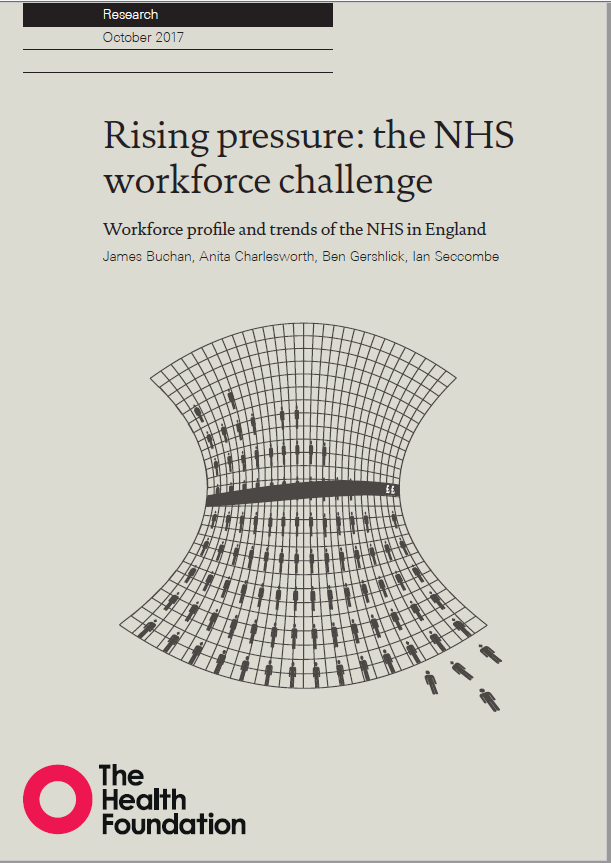 Research
October 2017
Rising pressure: the NHS
workforce challenge
Workforce profile and trends of the NHS in England
James Buchan, Anita Charlesworth, Ben Gershlick, Ian Seccombe
££
The
Health
Foundation